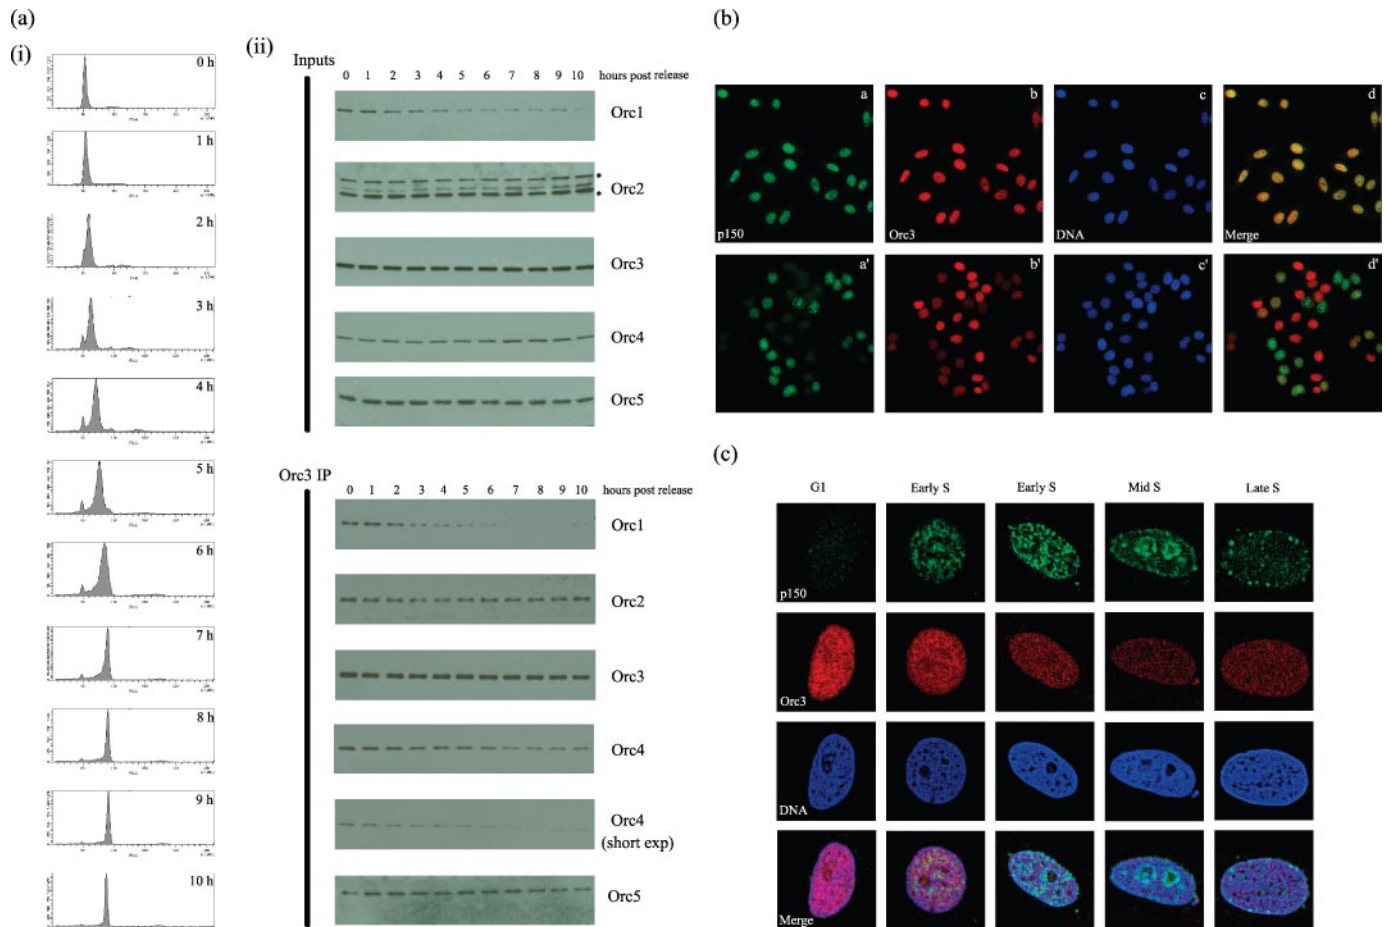 (a)
(i)
0 h
1 h
2 h
3 h
4 h
5 h
6 h
7 h
8 h
9 h
10 h
(ii)
Inputs
0 1 2 3 4 5 6 7 8 9 10 hours post release
Orc1
*
Orc2
*
Orc3
Orc4
Orc5
Orc3 IP
0 1 2 3 4 5 6 7 8 9 10 hours post release
Orc1
Orc2
Orc3
Orc4
Orc4
(short exp)
Orc5
(b)
a b c d
p150 Orc3 DNA Merge
a' b' c' d'
(c)
G1 Early S Early S Mid S Late S
p150
Orc3
DNA
Merge